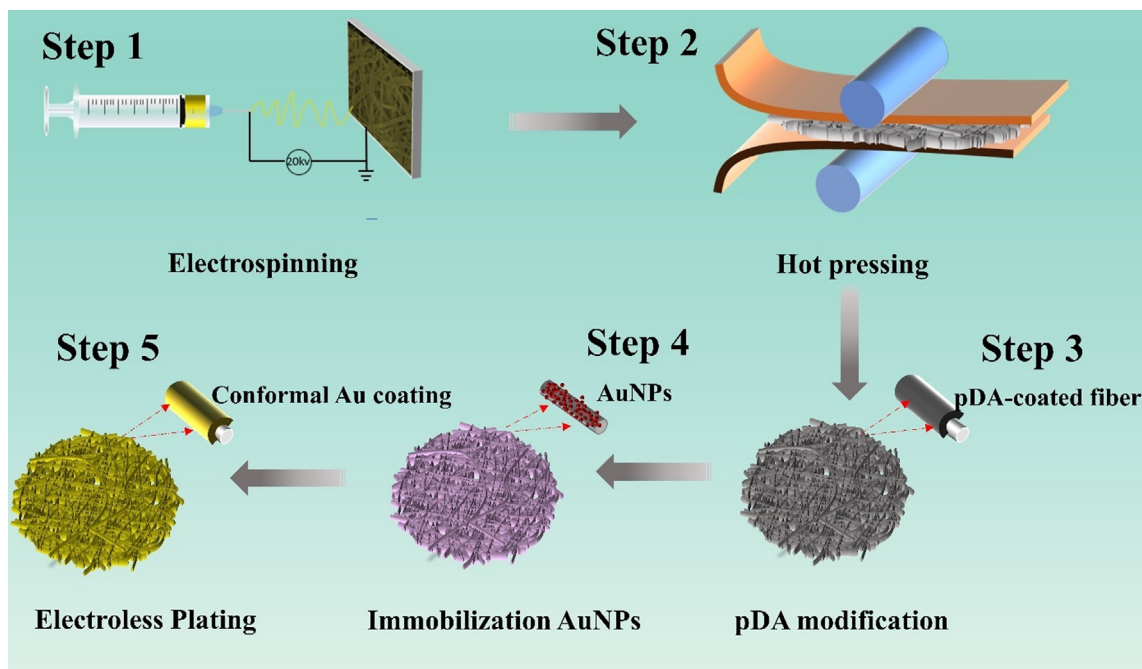 Step 1
20kv
Electrospinning
Step 2
Hot pressing
Step 3
pDA-coated fiber
pDA modification
Step 4
AuNPs
Immobilization AuNPs
Step 5
Conformal Au coating
Electroless Plating